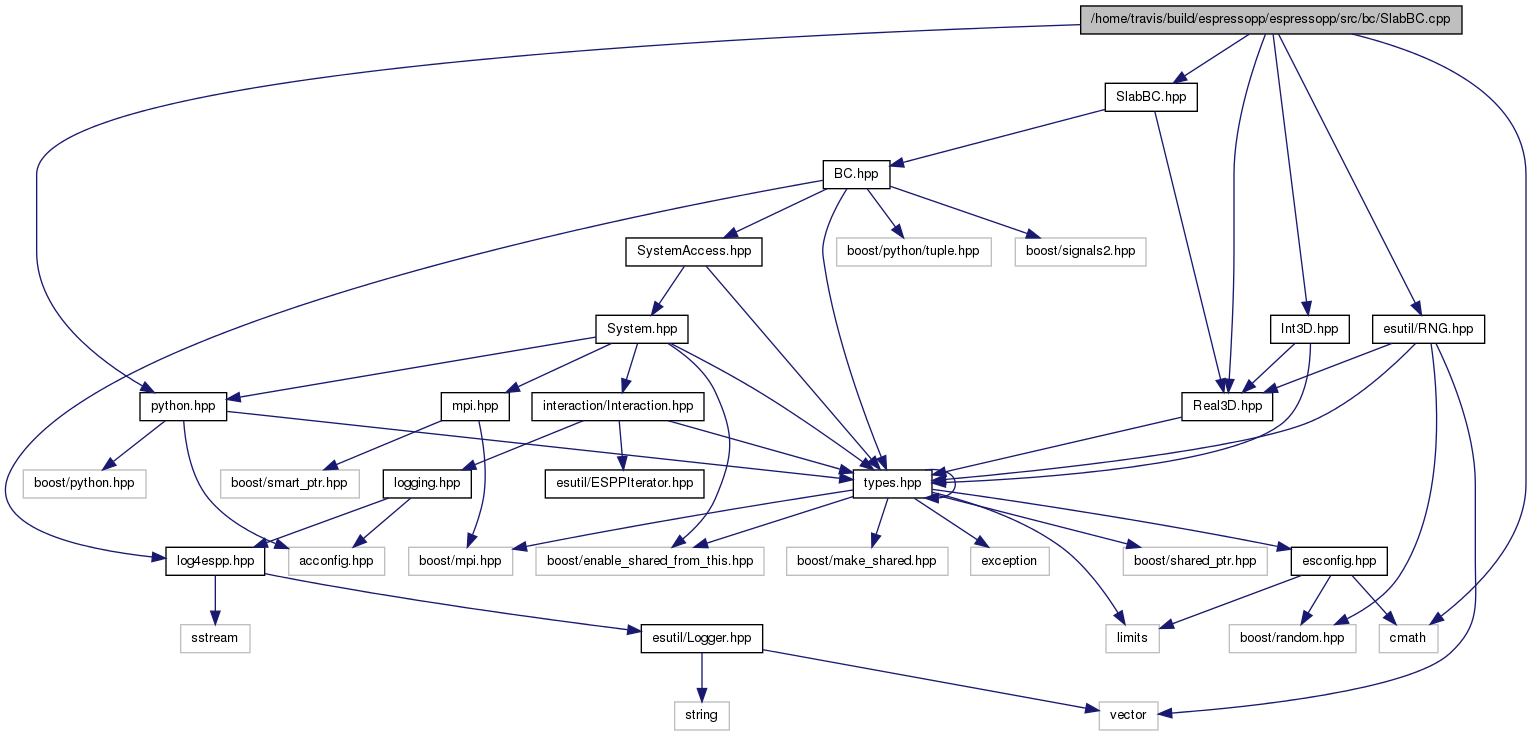 /home/travis/build/espressopp/espressopp/src/bc/SlabBC.cpp
SlabBC.hpp
BC.hpp
SystemAccess.hpp
boost/python/tuple.hpp
boost/signals2.hpp
System.hpp
Int3D.hpp
esutil/RNG.hpp
python.hpp
mpi.hpp
interaction/Interaction.hpp
Real3D.hpp
boost/python.hpp
boost/smart_ptr.hpp
logging.hpp
esutil/ESPPIterator.hpp
types.hpp
log4espp.hpp
acconfig.hpp
boost/mpi.hpp
boost/enable_shared_from_this.hpp
boost/make_shared.hpp
exception
boost/shared_ptr.hpp
esconfig.hpp
sstream
esutil/Logger.hpp
limits
boost/random.hpp
cmath
string
vector